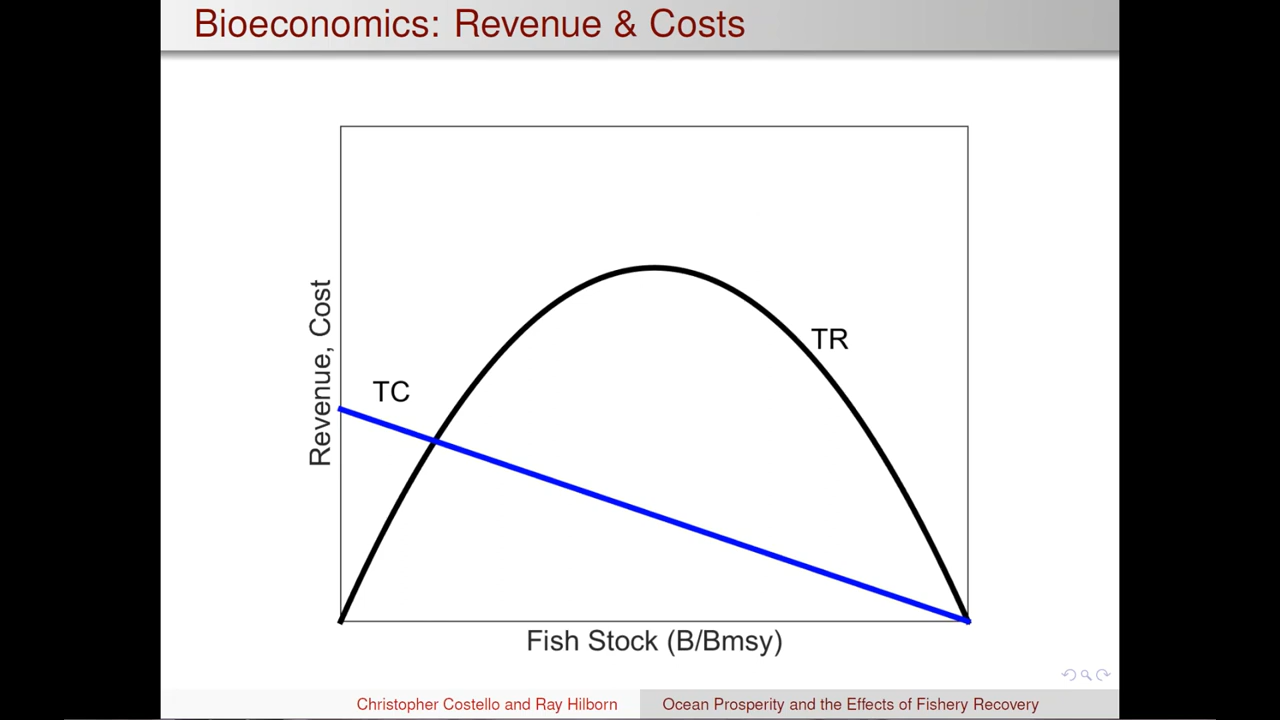 Bioeconomics: Revenue & Costs
Revenue, Cost
TC
TR
Fish Stock (B/Bmsy)
Christopher Costello and Ray Hilborn
Ocean Prosperity and the Effects of Fishery Recovery